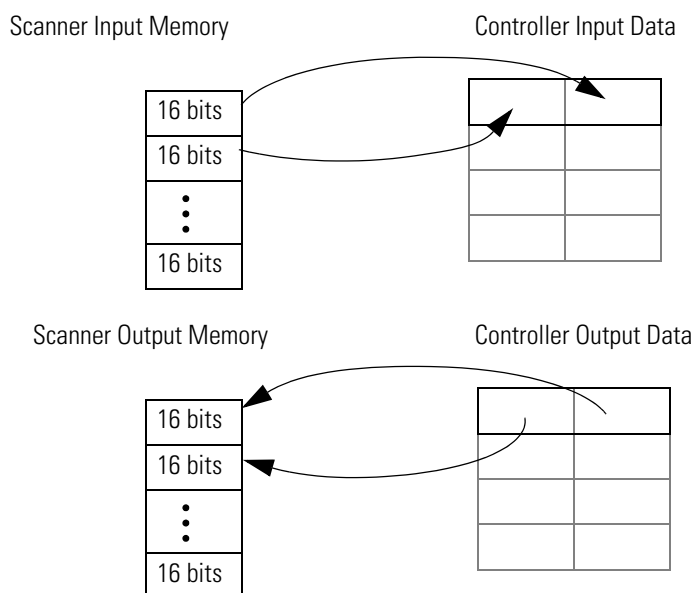 Scanner Input Memory
Controller Input Data
16 bits
16 bits
16 bits
Scanner Output Memory
Controller Output Data
16 bits
16 bits
16 bits